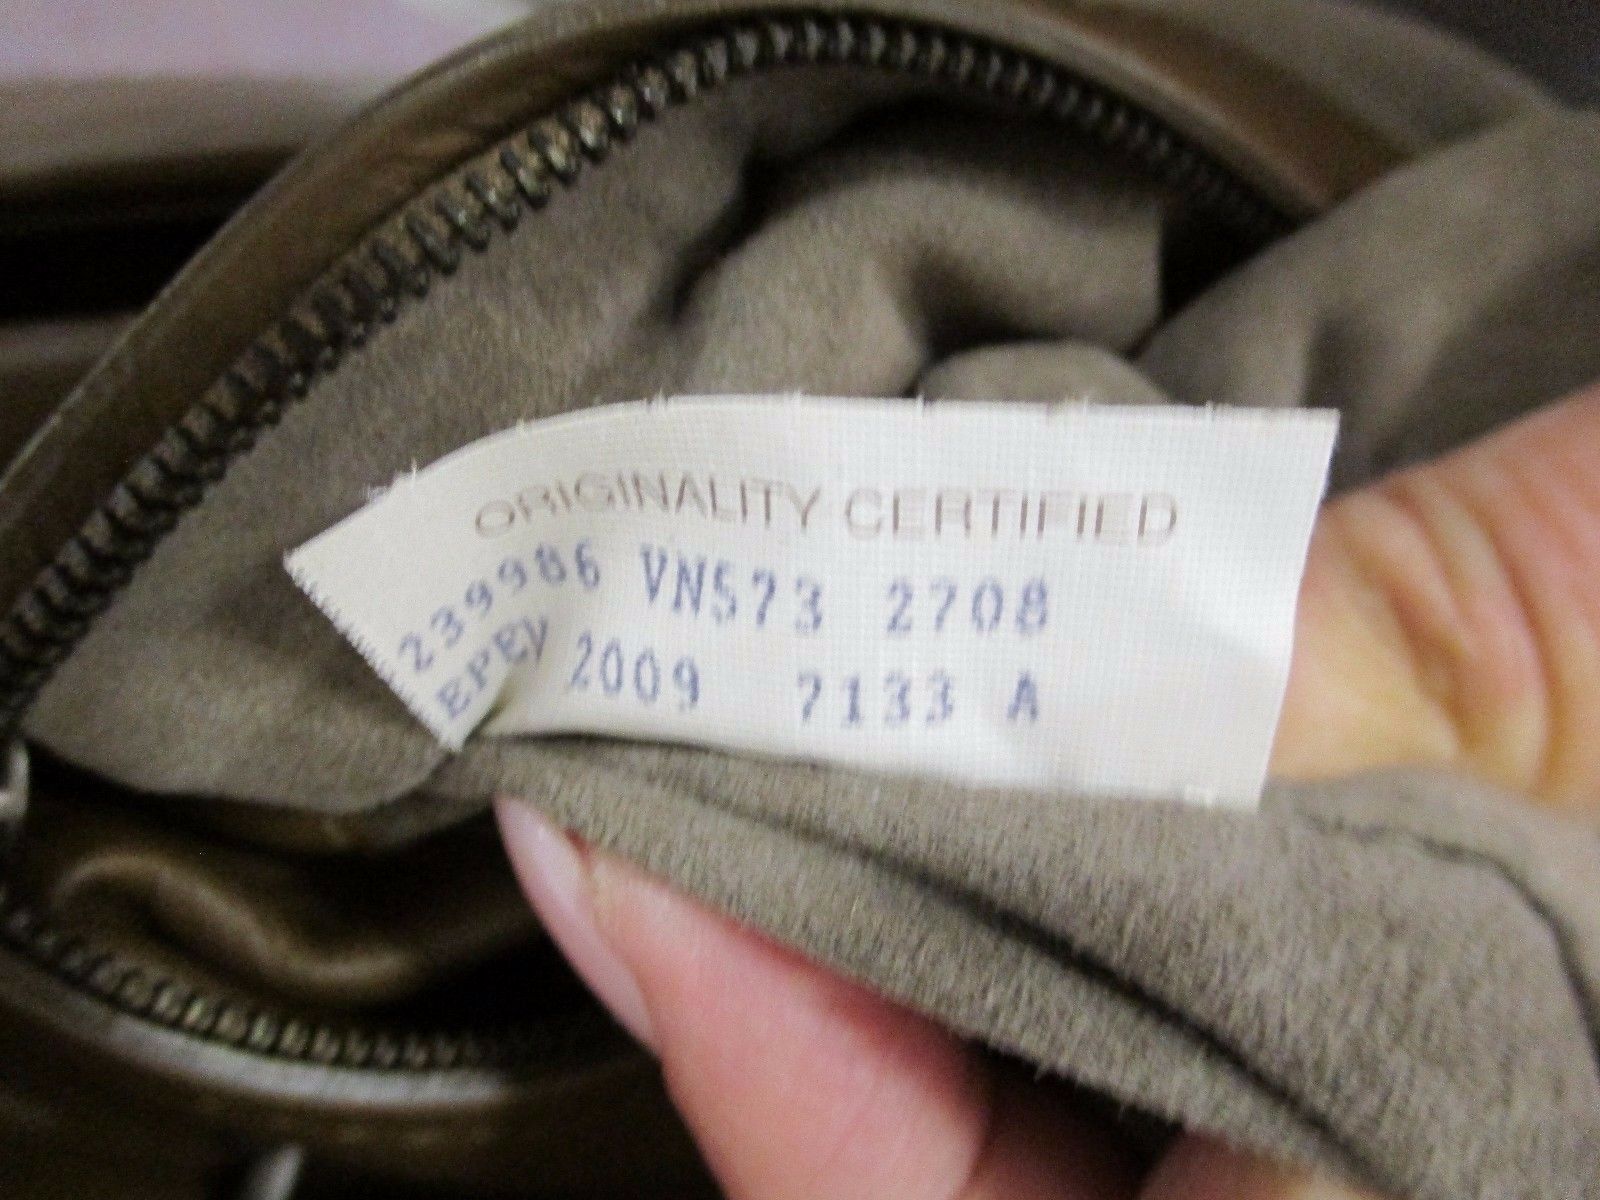 ORIGINALITY CERTIFIED
239986 VN573 2708
EPEV 2009 7133 A